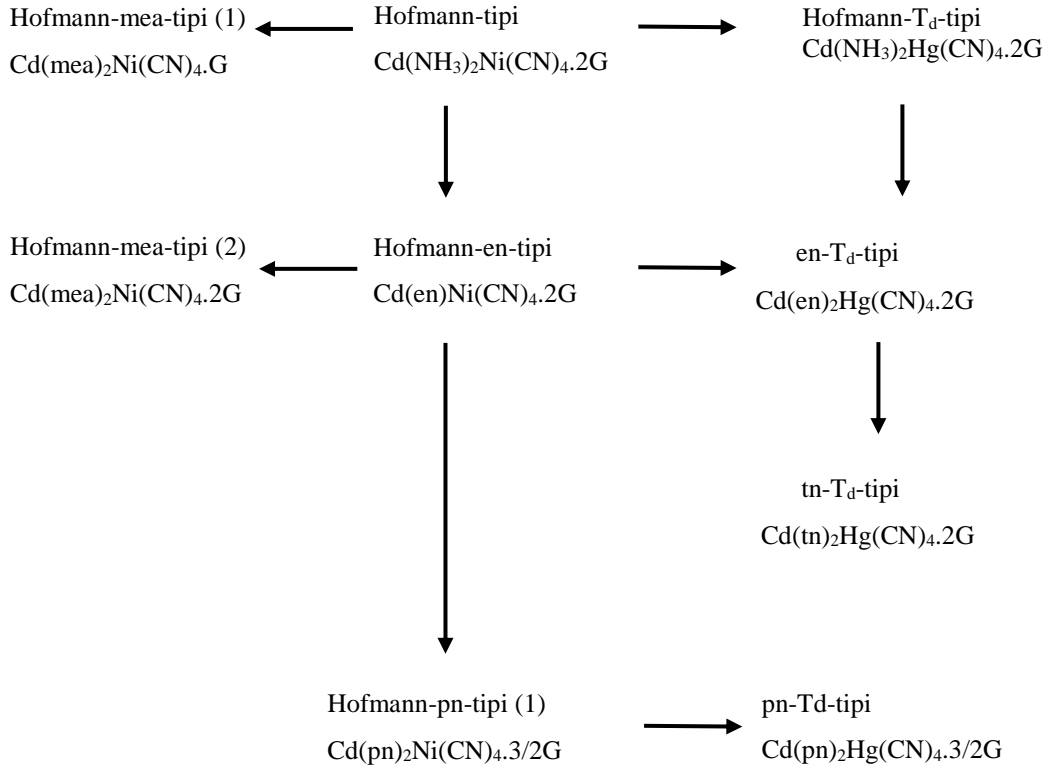 Hofmann-mea-tipi (1)
Cd(mea)₂Ni(CN)₄.G
Hofmann-tipi
Cd(NH₃)₂Ni(CN)₄.2G
Hofmann-T_d-tipi
Cd(NH₃)₂Hg(CN)₄.2G
Hofmann-mea-tipi (2)
Cd(mea)₂Ni(CN)₄.2G
Hofmann-en-tipi
Cd(en)Ni(CN)₄.2G
en-T_d-tipi
Cd(en)₂Hg(CN)₄.2G
tn-T_d-tipi
Cd(tn)₂Hg(CN)₄.2G
Hofmann-pn-tipi (1)
Cd(pn)₂Ni(CN)₄.3/2G
pn-Td-tipi
Cd(pn)₂Hg(CN)₄.3/2G